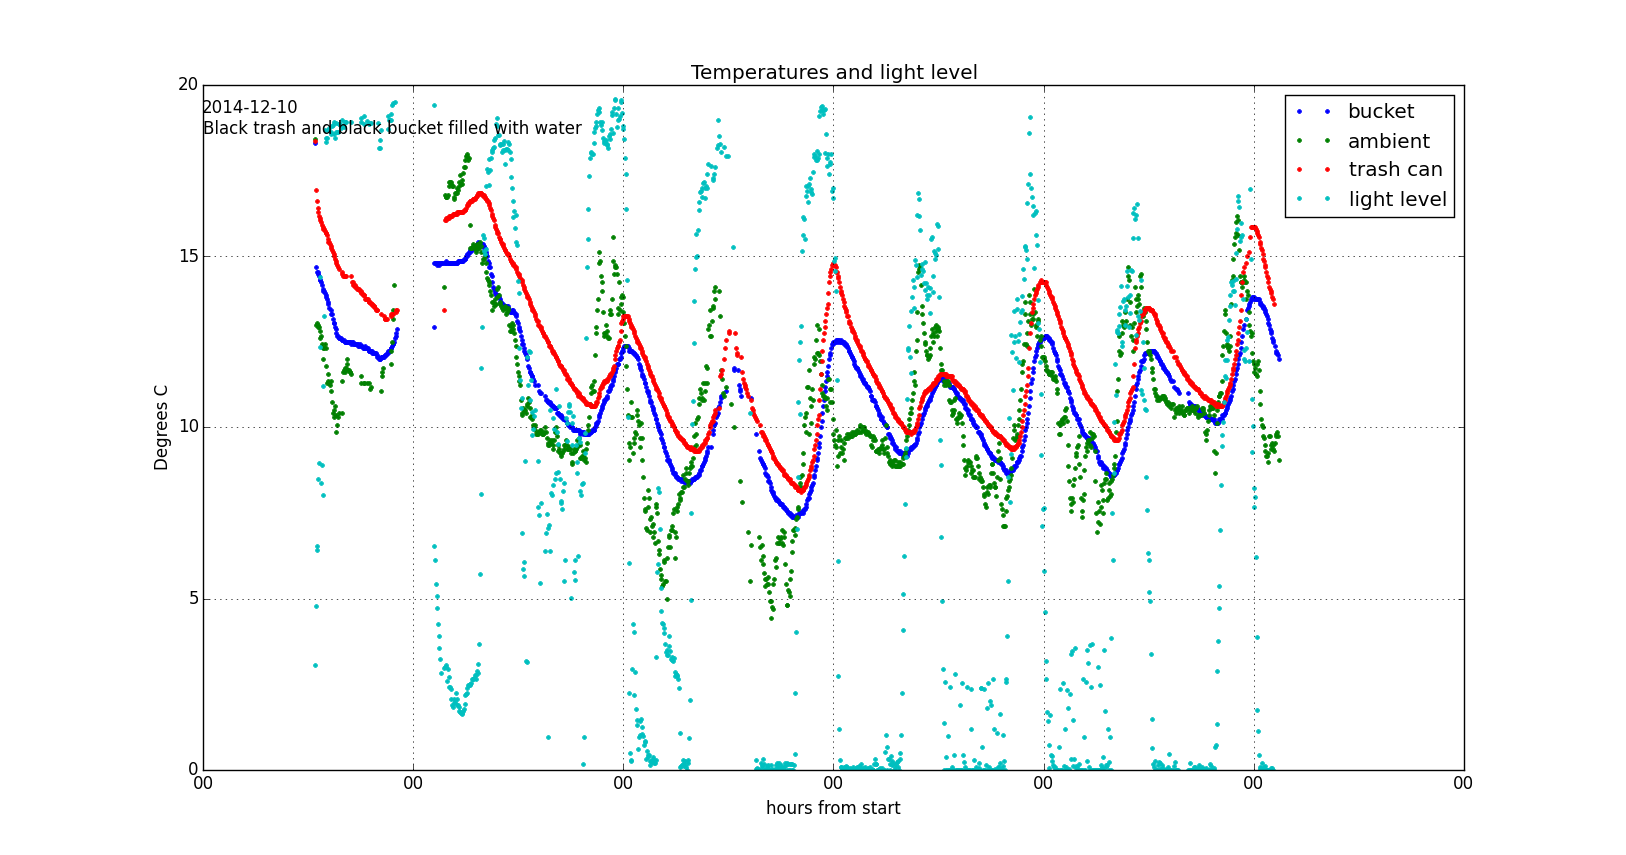 Temperatures and light level
20
2014-12-10
Black trash and black bucket filled with water
bucket
ambient
trash can
light level
15
Degrees C
10
5
0
00 00 00 00 00 00 00
hours from start